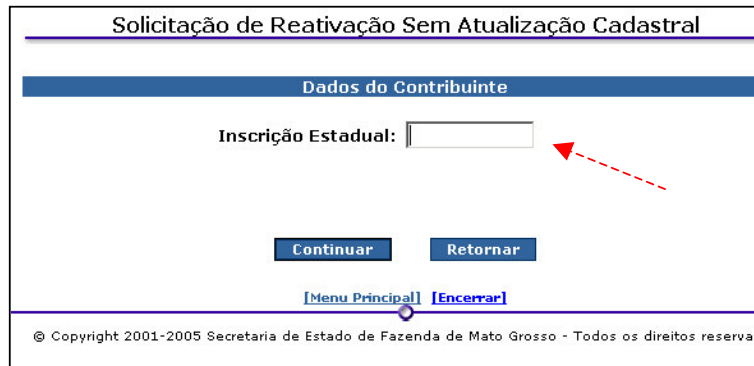 Solicitação de Reativação Sem Atualização Cadastral
Dados do Contribuinte
Inscrição Estadual:
Continuar Retornar
[Menu Principal] [Encerrar]
© Copyright 2001-2005 Secretaria de Estado de Fazenda de Mato Grosso - Todos os direitos reserva